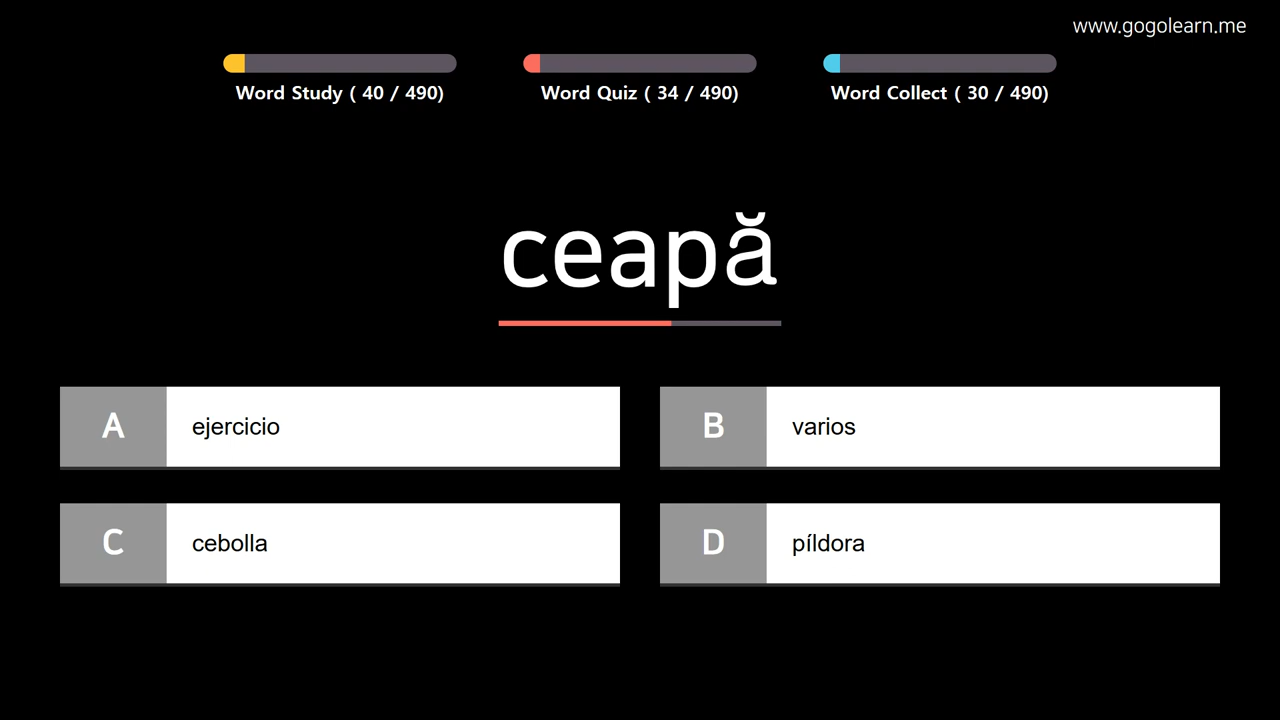 www.gogolearn.me
Word Study ( 40 / 490)
Word Quiz ( 34 / 490)
Word Collect ( 30 / 490)
ceapă
A ejercicio
B varios
C cebolla
D píldora